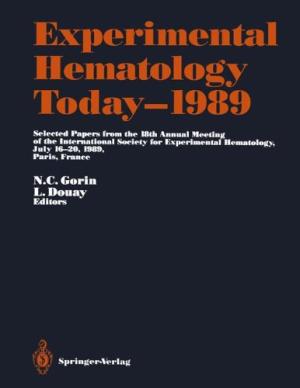 Experimental
Hematology
Today—1989
Selected Papers from the 18th Annual Meeting
of the International Society for Experimental Hematology,
July 16–20, 1989,
Paris, France
N.C. Gorin
L. Douay
Editors
Springer-Verlag